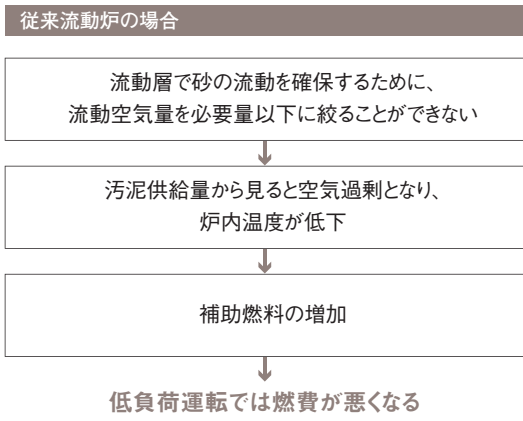 従来流動炉の場合
流動層で砂の流動を確保するために、
流動空気量を必要量以下に絞ることができない
汚泥供給量から見ると空気過剰となり、
炉内温度が低下
補助燃料の増加
低負荷運転では燃費が悪くなる